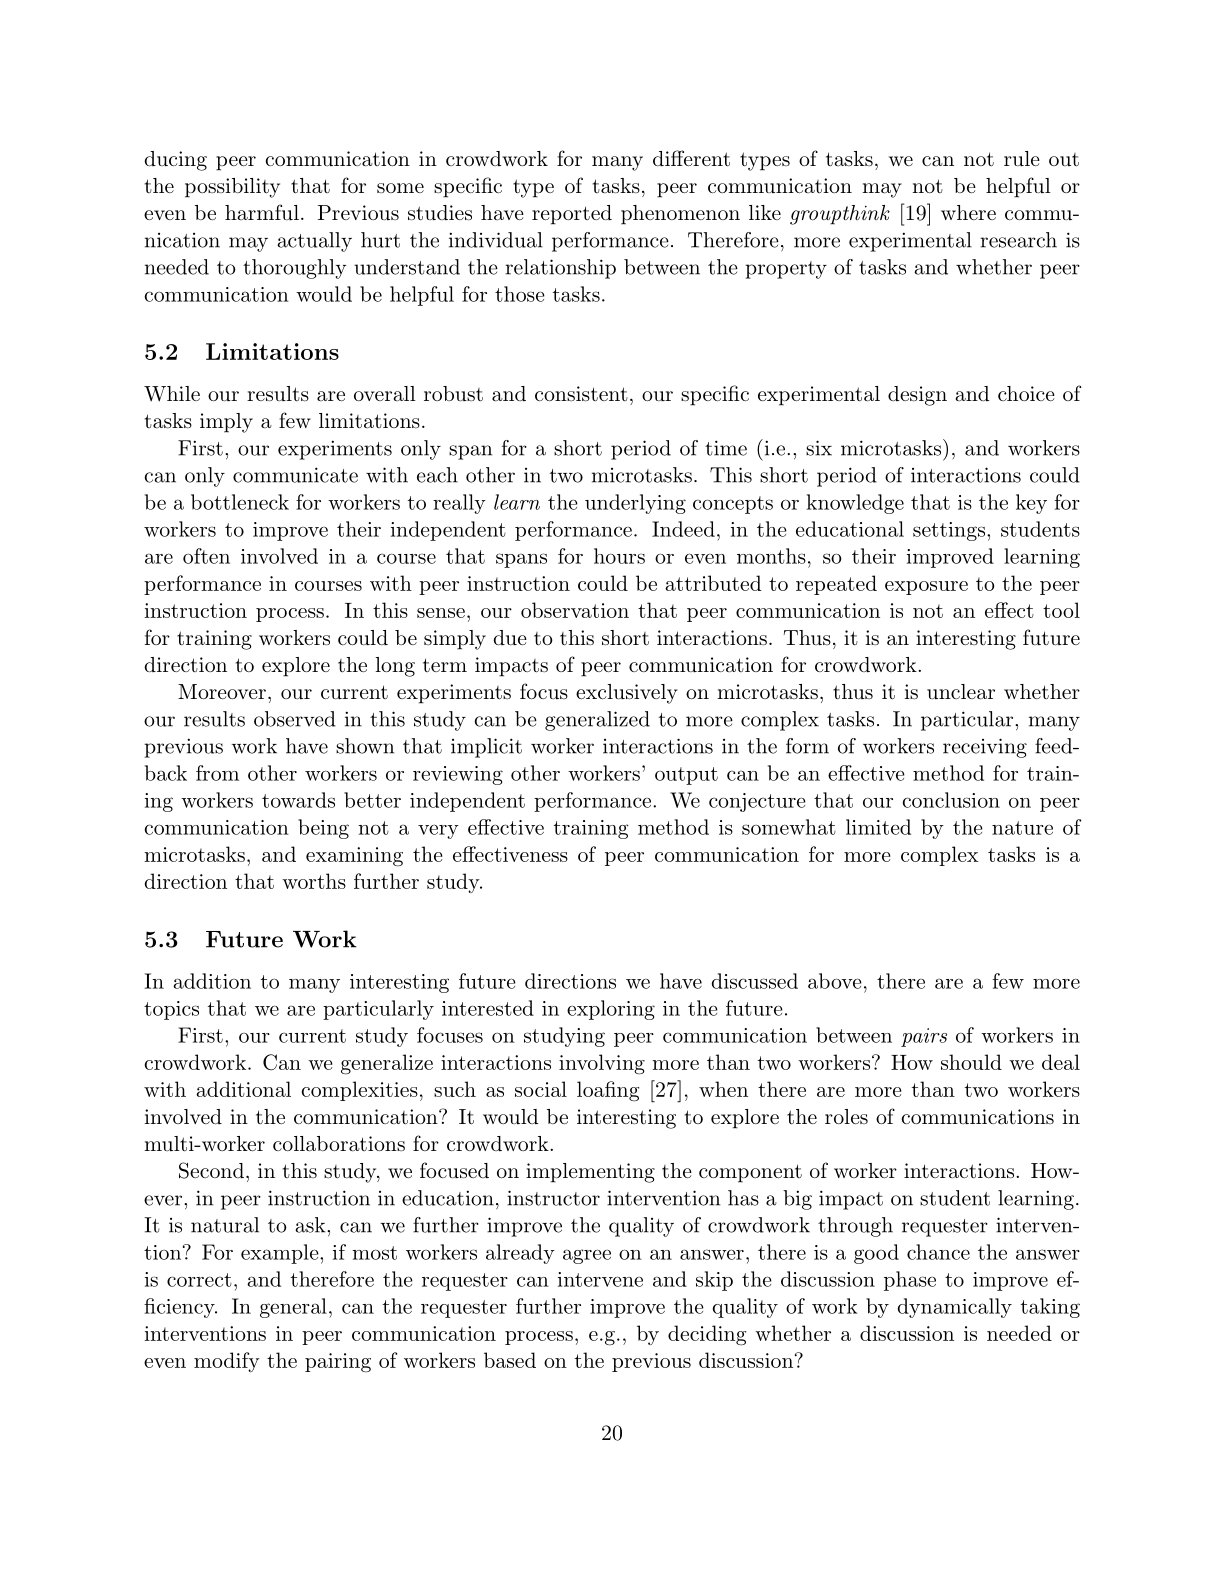 ducing peer communication in crowdwork for many different types of tasks, we can not rule out
the possibility that for some specific type of tasks, peer communication may not be helpful or
even be harmful. Previous studies have reported phenomenon like groupthink [19] where commu-
nication may actually hurt the individual performance. Therefore, more experimental research is
needed to thoroughly understand the relationship between the property of tasks and whether peer
communication would be helpful for those tasks.
5.2 Limitations
While our results are overall robust and consistent, our specific experimental design and choice of
tasks imply a few limitations.
First, our experiments only span for a short period of time (i.e., six microtasks), and workers
can only communicate with each other in two microtasks. This short period of interactions could
be a bottleneck for workers to really learn the underlying concepts or knowledge that is the key for
workers to improve their independent performance. Indeed, in the educational settings, students
are often involved in a course that spans for hours or even months, so their improved learning
performance in courses with peer instruction could be attributed to repeated exposure to the peer
instruction process. In this sense, our observation that peer communication is not an effect tool
for training workers could be simply due to this short interactions. Thus, it is an interesting future
direction to explore the long term impacts of peer communication for crowdwork.
Moreover, our current experiments focus exclusively on microtasks, thus it is unclear whether
our results observed in this study can be generalized to more complex tasks. In particular, many
previous work have shown that implicit worker interactions in the form of workers receiving feed-
back from other workers or reviewing other workers' output can be an effective method for train-
ing workers towards better independent performance. We conjecture that our conclusion on peer
communication being not a very effective training method is somewhat limited by the nature of
microtasks, and examining the effectiveness of peer communication for more complex tasks is a
direction that worths further study.
5.3 Future Work
In addition to many interesting future directions we have discussed above, there are a few more
topics that we are particularly interested in exploring in the future.
First, our current study focuses on studying peer communication between pairs of workers in
crowdwork. Can we generalize interactions involving more than two workers? How should we deal
with additional complexities, such as social loafing [27], when there are more than two workers
involved in the communication? It would be interesting to explore the roles of communications in
multi-worker collaborations for crowdwork.
Second, in this study, we focused on implementing the component of worker interactions. How-
ever, in peer instruction in education, instructor intervention has a big impact on student learning.
It is natural to ask, can we further improve the quality of crowdwork through requester interven-
tion? For example, if most workers already agree on an answer, there is a good chance the answer
is correct, and therefore the requester can intervene and skip the discussion phase to improve ef-
ficiency. In general, can the requester further improve the quality of work by dynamically taking
interventions in peer communication process, e.g., by deciding whether a discussion is needed or
even modify the pairing of workers based on the previous discussion?
20